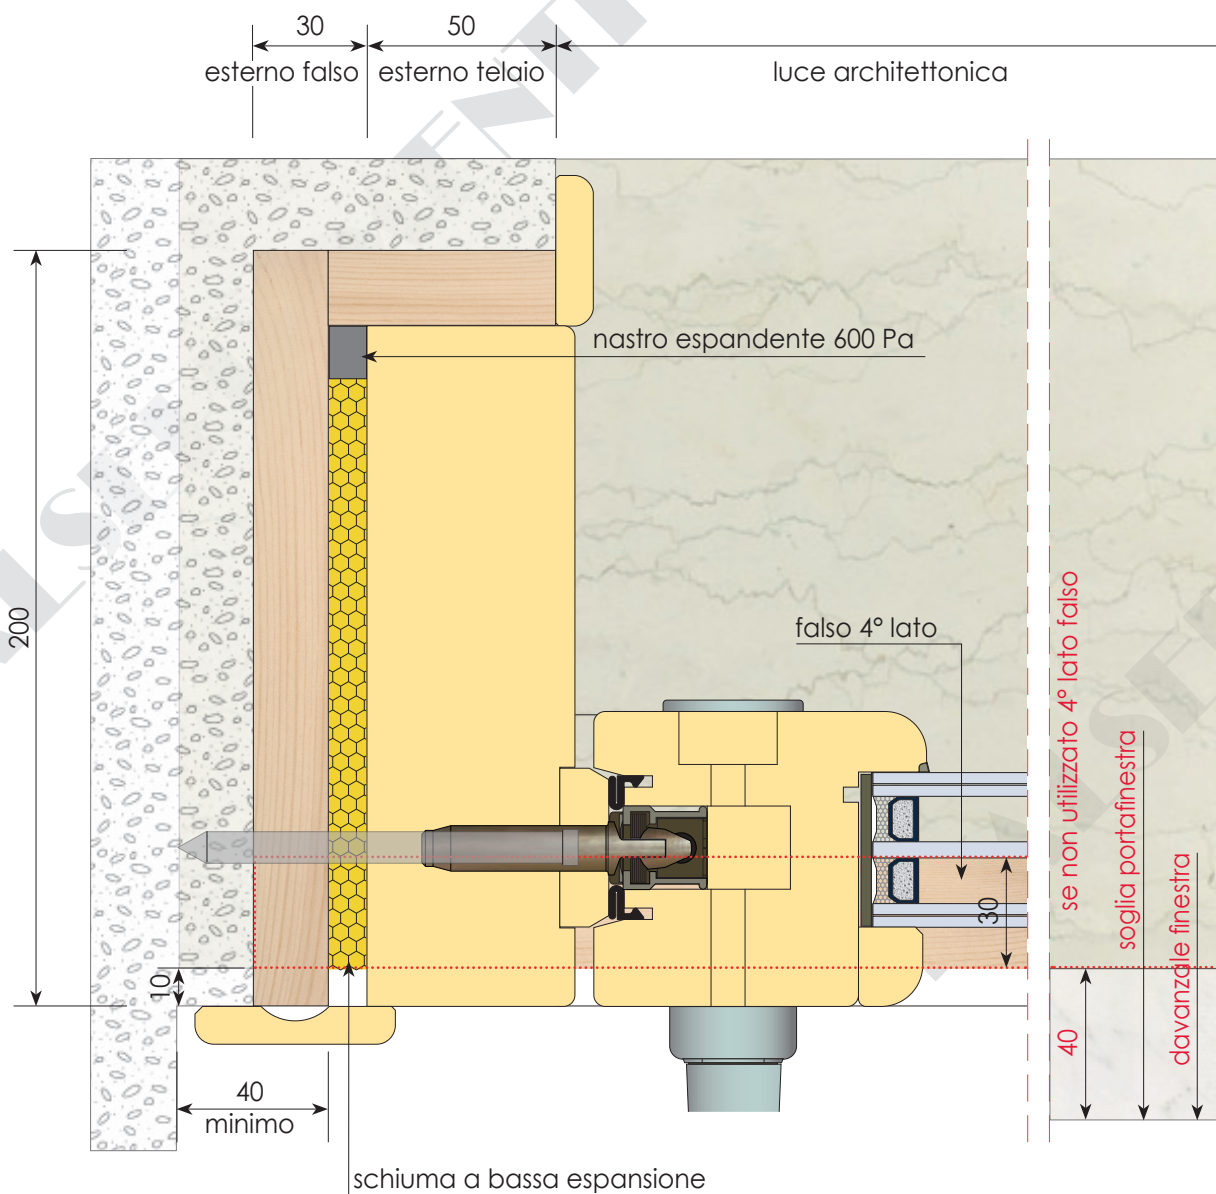 30
50
esterno falso
esterno telaio
luce architettonica
nastro espandente 600 Pa
200
falso 4° lato
se non utilizzato 4° lato falso
soglia portafinestra
davanzale finestra
30
10
40
40
minimo
schiuma a bassa espansione